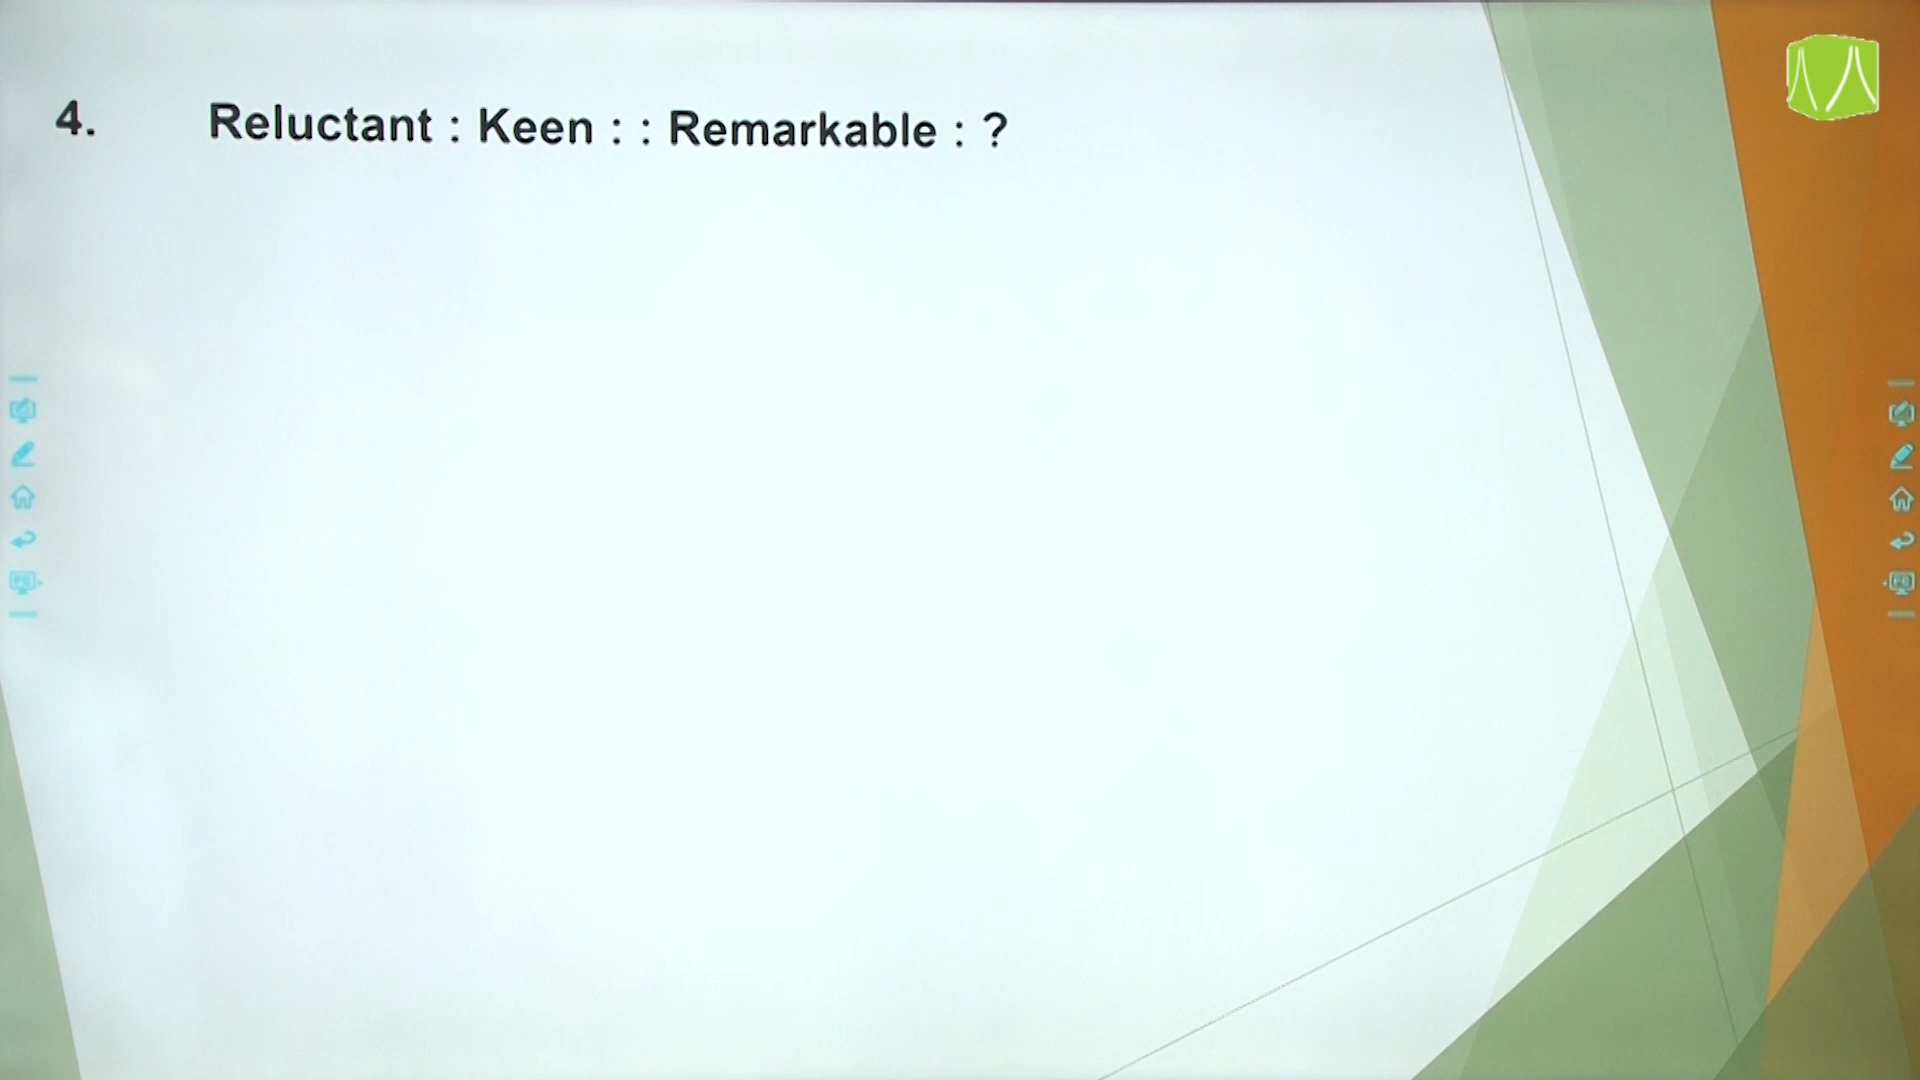 4. Reluctant : Keen : : Remarkable : ?